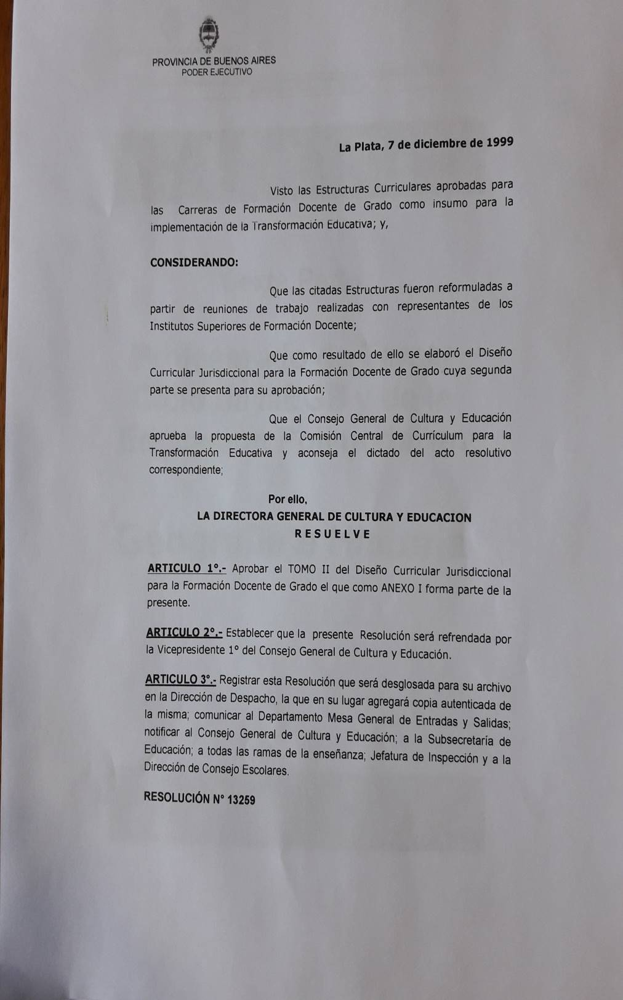 PROVINCIA DE BUENOS AIRES
PODER EJECUTIVO
La Plata, 7 de diciembre de 1999
Visto las Estructuras Curriculares aprobadas para
las Carreras de Formación Docente de Grado como insumo para la
implementación de la Transformación Educativa; y,
CONSIDERANDO:
Que las citadas Estructuras fueron reformuladas a
partir de reuniones de trabajo realizadas con representantes de los
Institutos Superiores de Formación Docente;
Que como resultado de ello se elaboró el Diseño
Curricular Jurisdiccional para la Formación Docente de Grado cuya segunda
parte se presenta para su aprobación;
Que el Consejo General de Cultura y Educación
aprueba la propuesta de la Comisión Central de Currículum para la
Transformación Educativa y aconseja el dictado del acto resolutivo
correspondiente;
Por ello,
LA DIRECTORA GENERAL DE CULTURA Y EDUCACION
R E S U E L V E
ARTICULO 1º.- Aprobar el TOMO II del Diseño Curricular Jurisdiccional
para la Formación Docente de Grado el que como ANEXO I forma parte de la
presente.
ARTICULO 2º.- Establecer que la presente Resolución será refrendada por
la Vicepresidente 1º del Consejo General de Cultura y Educación.
ARTICULO 3º.- Registrar esta Resolución que será desglosada para su archivo
en la Dirección de Despacho, la que en su lugar agregará copia autenticada de
la misma; comunicar al Departamento Mesa General de Entradas y Salidas;
notificar al Consejo General de Cultura y Educación; a la Subsecretaría de
Educación; a todas las ramas de la enseñanza; Jefatura de Inspección y a la
Dirección de Consejo Escolares.
RESOLUCIÓN Nº 13259